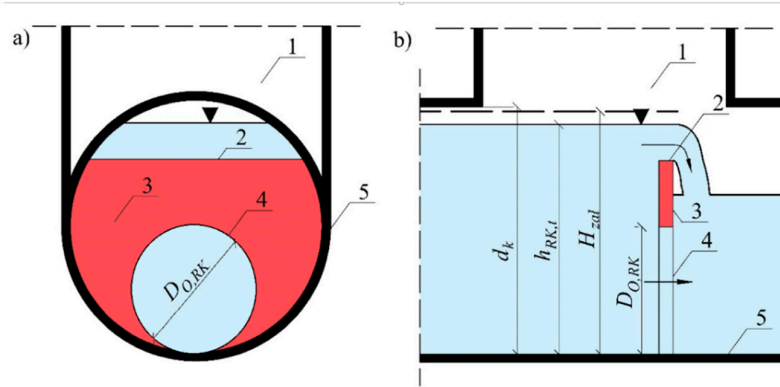 a)
1
2
3
4
5
D_{O,RK}
b)
1
2
3
4
5
d_k
h_{RK,t}
H_{zal}
D_{O,RK}